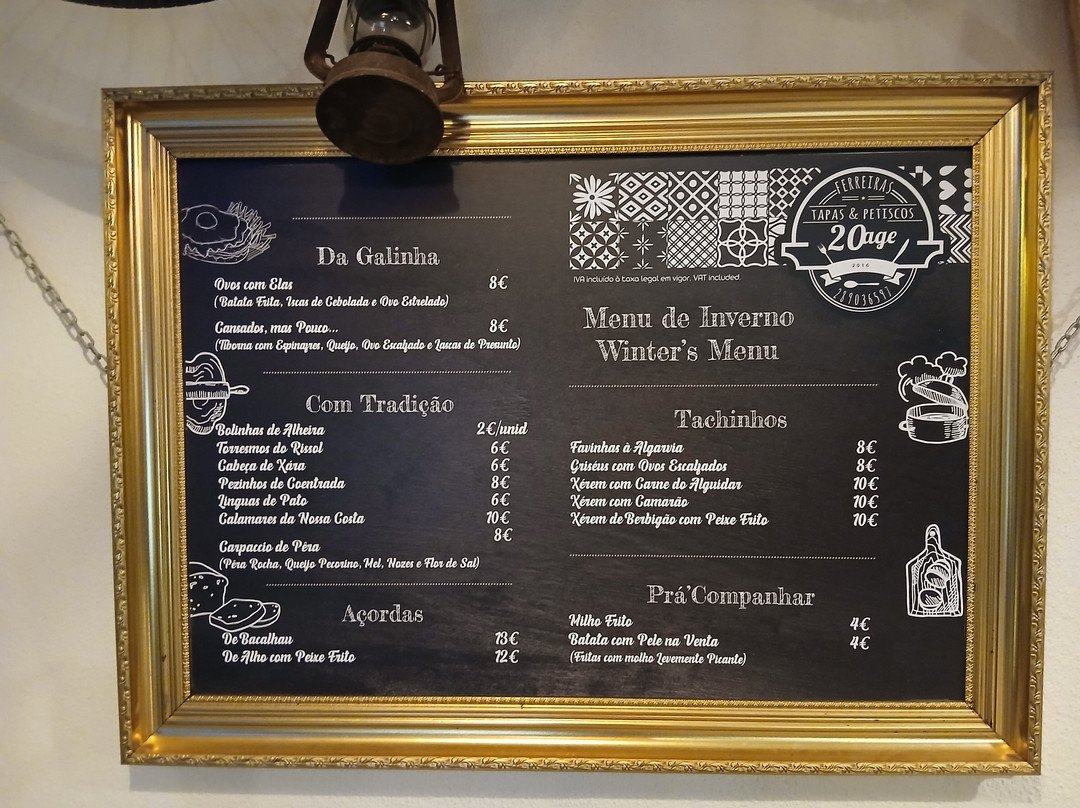 Da Galinha
Ovos com Elas 8€
(Batata Frita, Iscas de Cebolada e Ovo Estrelado)
Cansados, mas Pouco... 8€
(Tiborna com Espinafres, Queijo, Ovo Escalfado e Lascas de Presunto)
Com Tradição
Bolinhas de Alheira 2€/unid
Torresmos do Rissol 6€
Cabeça de Xára 6€
Pezinhos de Coentrada 8€
Linguas de Pato 6€
Calamares da Nossa Costa 10€
8€
Carpaccio de Pêra
(Pêra Rocha, Queijo Pecorino, Mel, Nozes e Flor de Sal)
Açordas
De Bacalhau 13€
De Alho com Peixe Frito 12€
FERREIRAS
TAPAS & PETISCOS
20age
2016
289036597
IVA incluido à taxa legal em vigor. VAT included.
Menu de Inverno
Winter's Menu
Tachinhos
Favinhas à Algarvia 8€
Griséus com Ovos Escalfados 8€
Xérem com Carne do Alguidar 10€
Xérem com Camarão 10€
Xérem de Berbigão com Peixe Frito 10€
Prá'Companhar
Milho Frito 4€
Batata com Pele na Venta 4€
(Fritas com molho Levemente Picante)